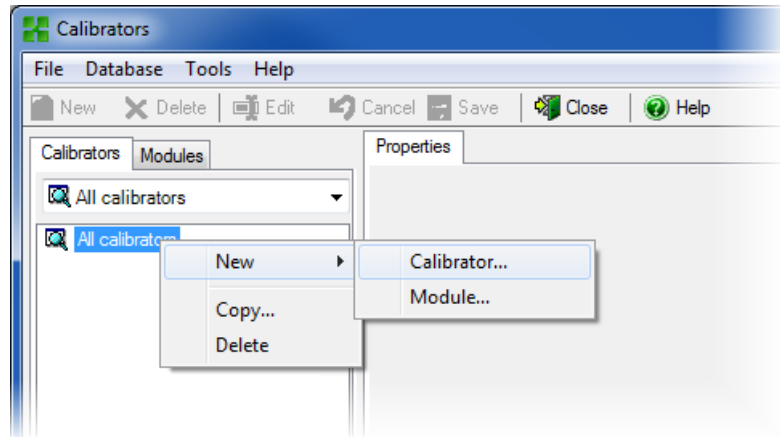 Calibrators
File Database Tools Help
New Delete Edit Cancel Save Close Help
Calibrators Modules Properties
All calibrators
All calibrators
New Calibrator...
Module...
Copy...
Delete